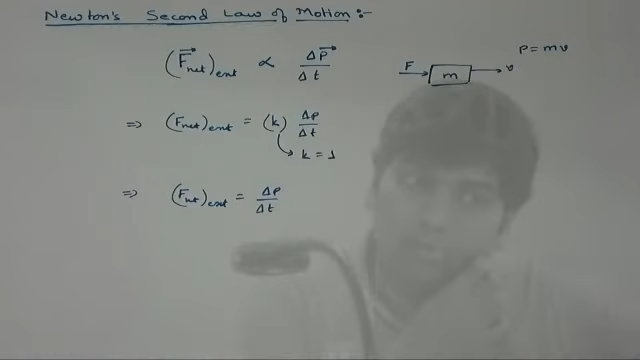 Newton's Second Law of Motion :-
(F⃗net)ext ∝ ΔP⃗/Δt
F m v P = mv
⇒ (Fnet)ext = (k) Δp/Δt
k = 1
⇒ (Fnet)ext = Δp/Δt